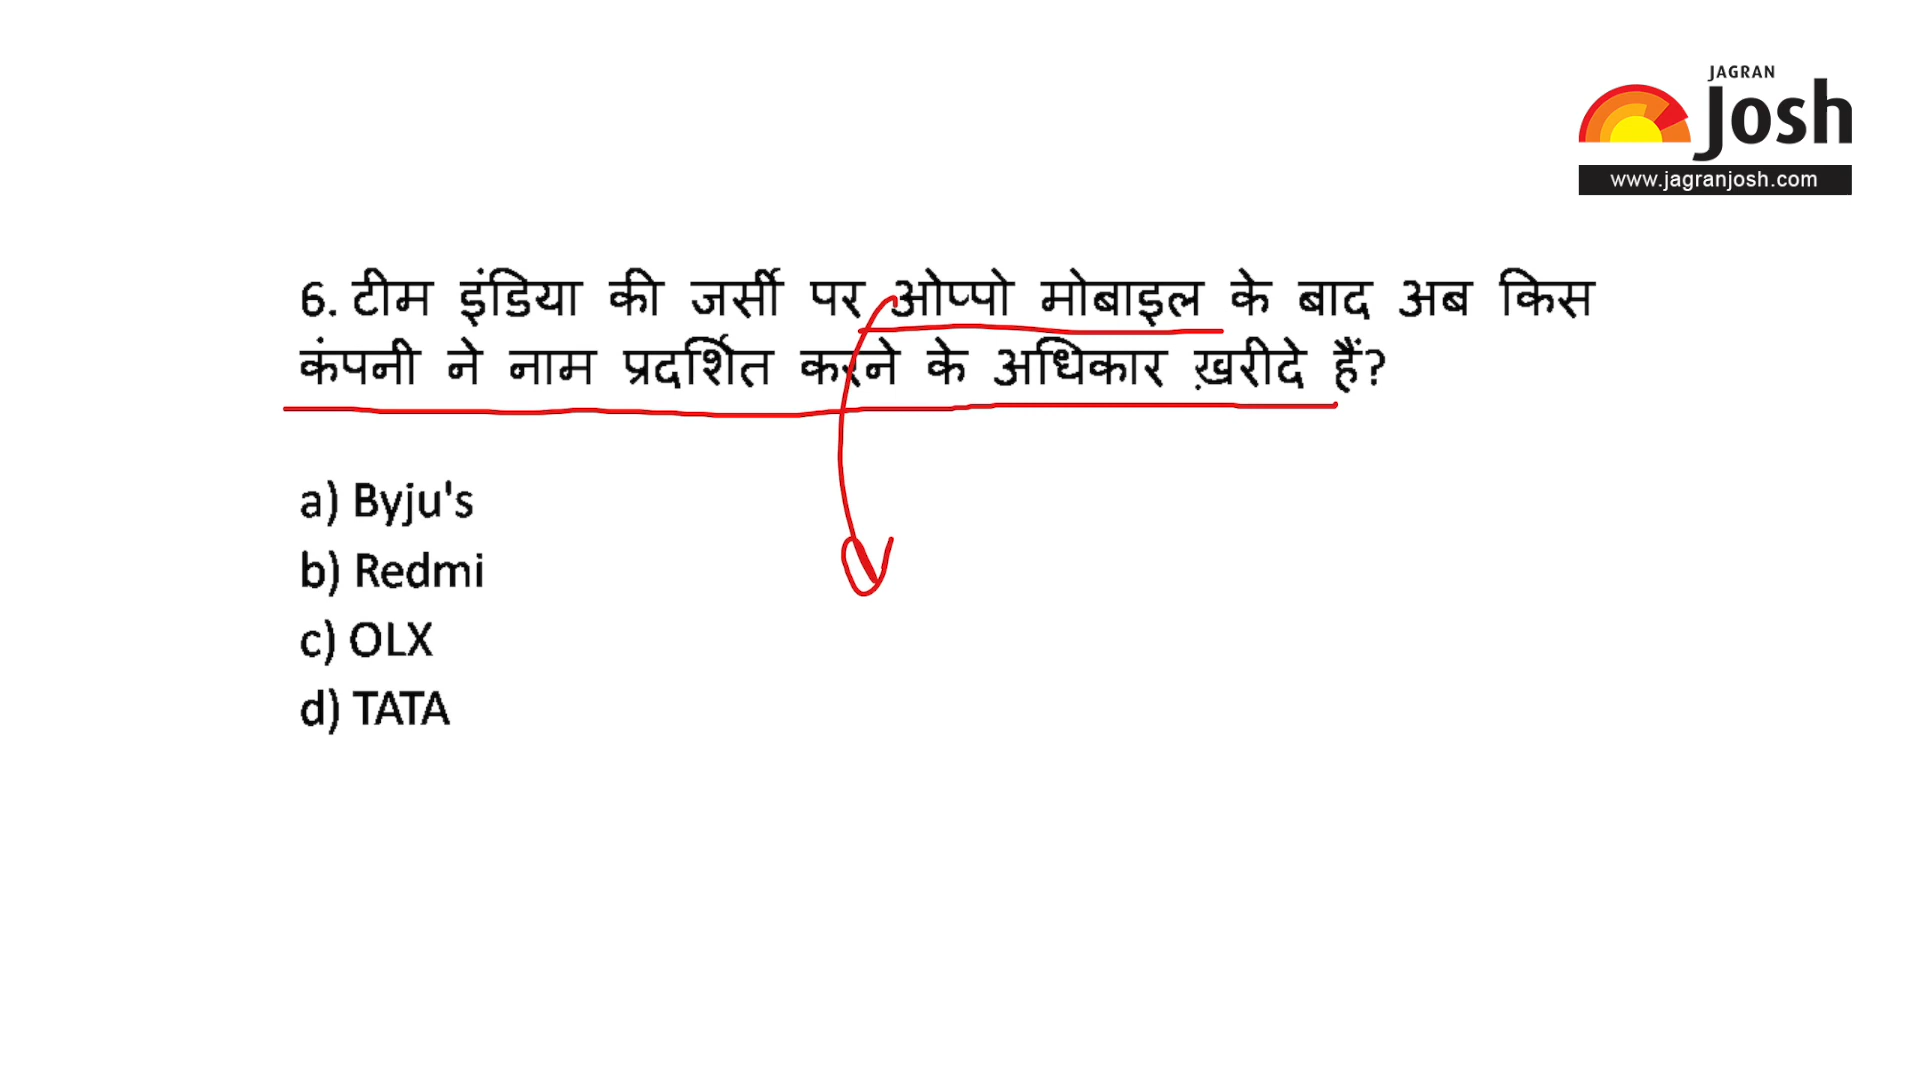 JAGRAN
Josh
www.jagranjosh.com
6. टीम इंडिया की जर्सी पर ओप्पो मोबाइल के बाद अब किस
कंपनी ने नाम प्रदर्शित करने के अधिकार ख़रीदे हैं?
a) Byju's
b) Redmi
c) OLX
d) TATA